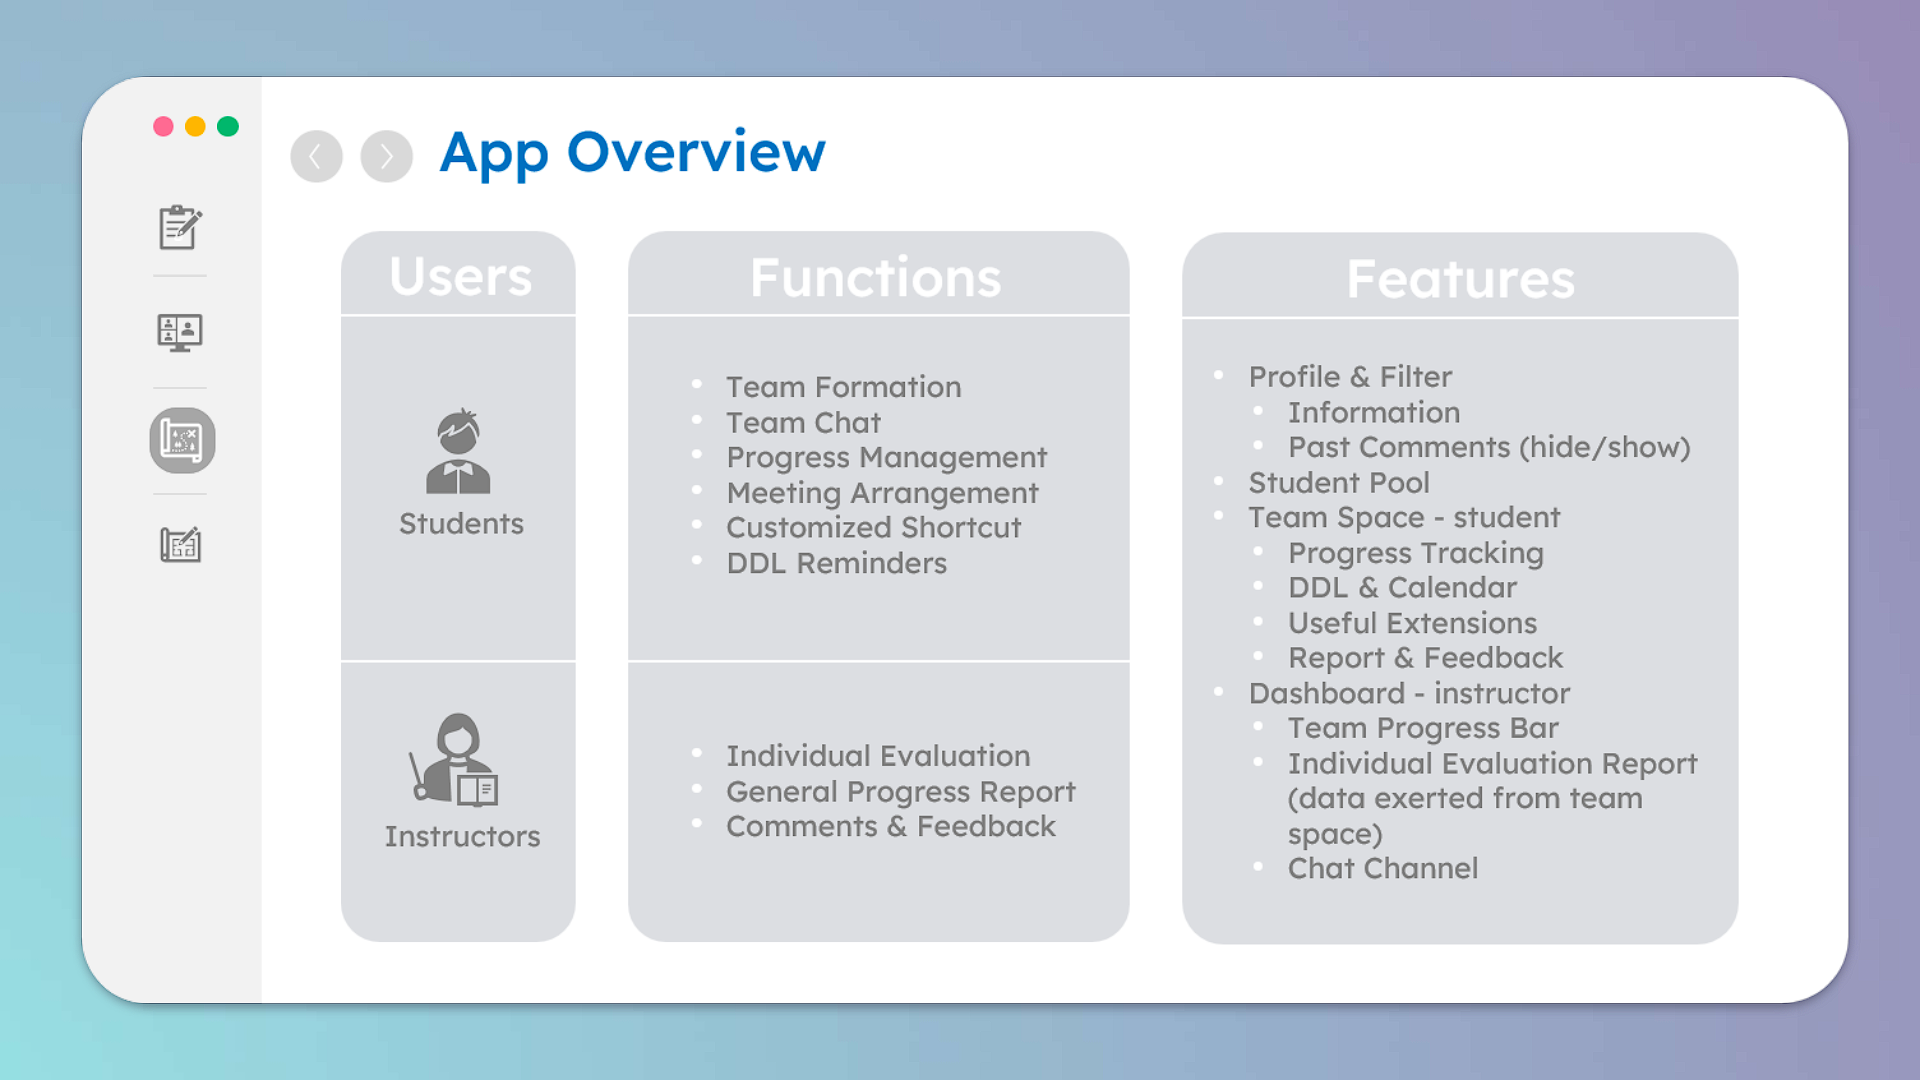 App Overview
Users
Students
Instructors
Functions
Team Formation
Team Chat
Progress Management
Meeting Arrangement
Customized Shortcut
DDL Reminders
Individual Evaluation
General Progress Report
Comments & Feedback
Features
Profile & Filter
Information
Past Comments (hide/show)
Student Pool
Team Space - student
Progress Tracking
DDL & Calendar
Useful Extensions
Report & Feedback
Dashboard - instructor
Team Progress Bar
Individual Evaluation Report
(data exerted from team
space)
Chat Channel